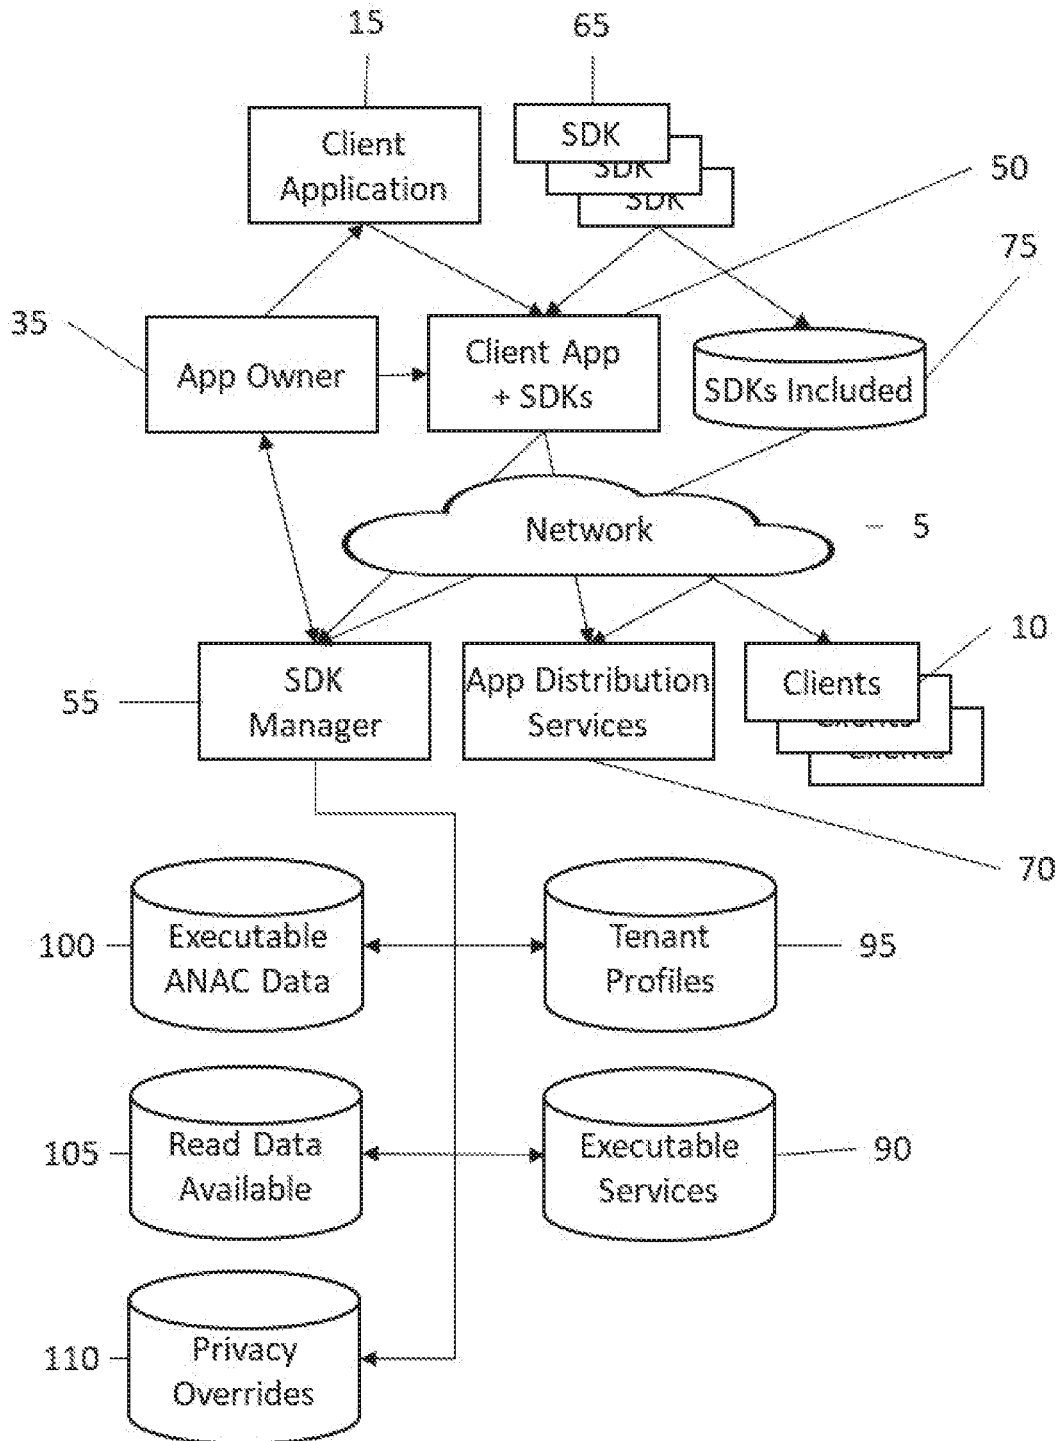 15
65
Client
Application
SDK
SDK
SDK
50
75
35
App Owner
Client App
+ SDKs
SDKs Included
Network
5
10
55
SDK
Manager
App Distribution
Services
Clients
Clients
Clients
70
100
Executable
ANAC Data
Tenant
Profiles
95
105
Read Data
Available
Executable
Services
90
110
Privacy
Overrides